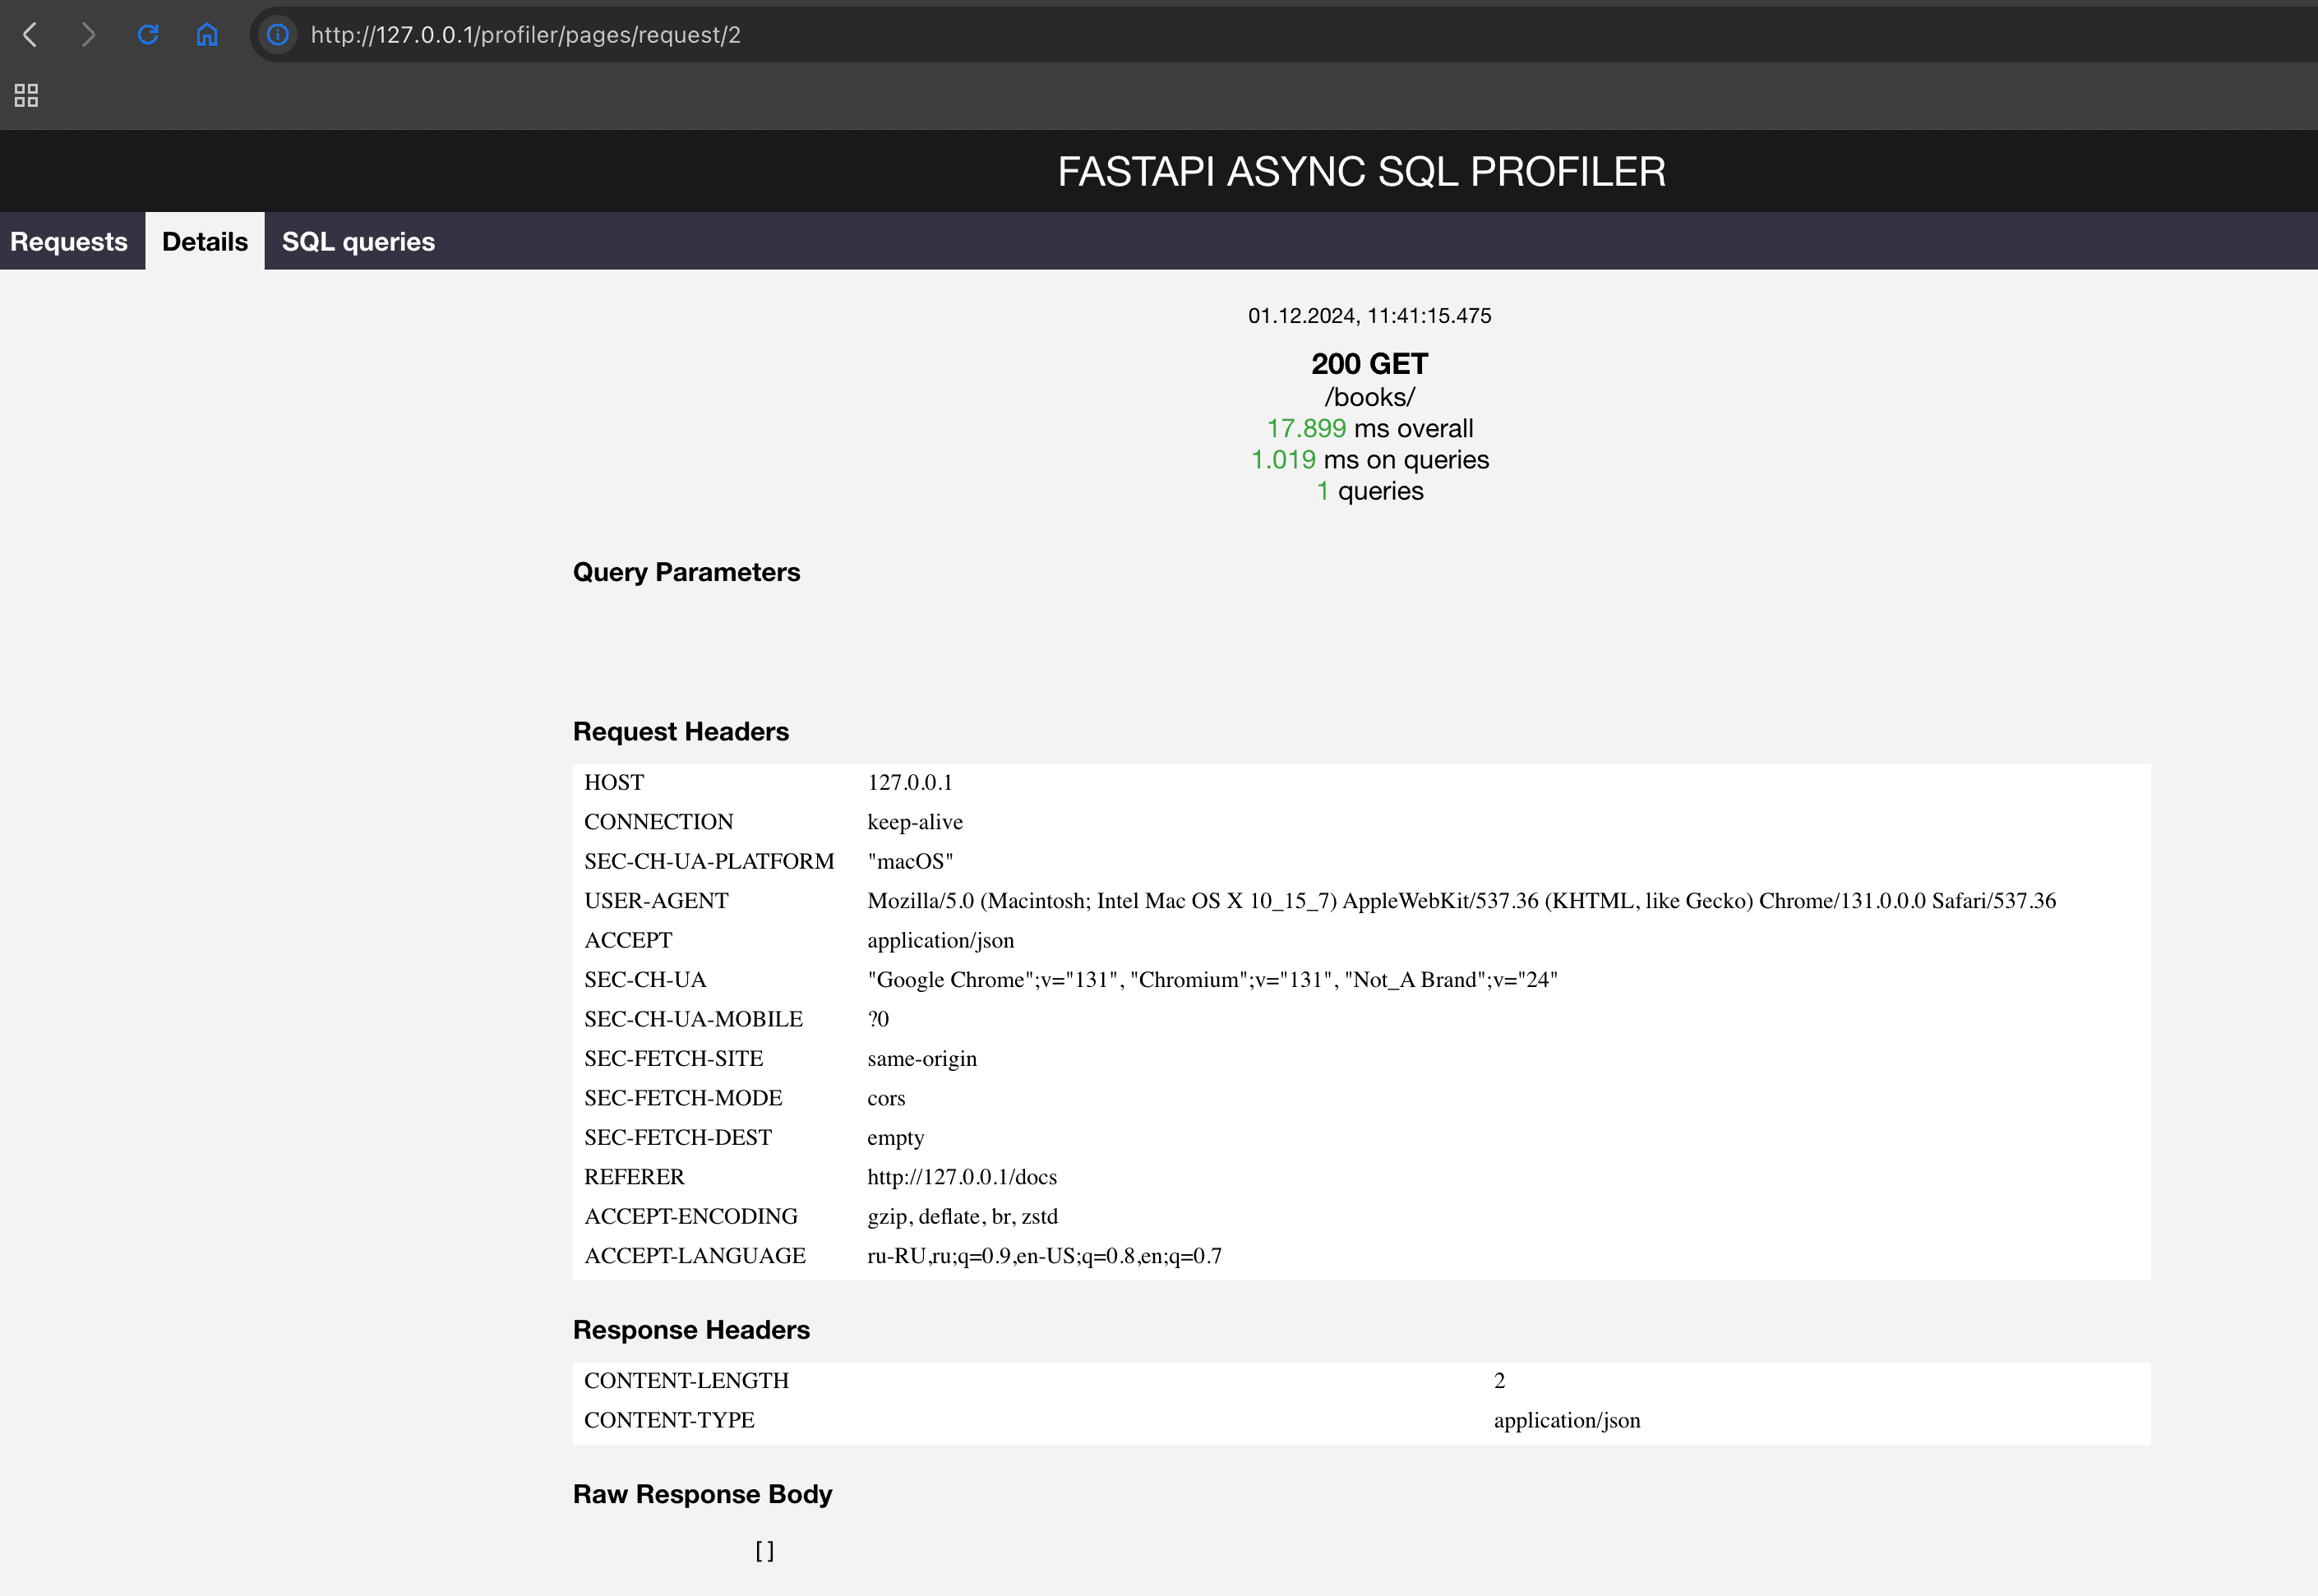 http://127.0.0.1/profiler/pages/request/2
FASTAPI ASYNC SQL PROFILER
Requests Details SQL queries
01.12.2024, 11:41:15.475
200 GET
/books/
17.899 ms overall
1.019 ms on queries
1 queries
Query Parameters
Request Headers
HOST 127.0.0.1
CONNECTION keep-alive
SEC-CH-UA-PLATFORM "macOS"
USER-AGENT Mozilla/5.0 (Macintosh; Intel Mac OS X 10_15_7) AppleWebKit/537.36 (KHTML, like Gecko) Chrome/131.0.0.0 Safari/537.36
ACCEPT application/json
SEC-CH-UA "Google Chrome";v="131", "Chromium";v="131", "Not_A Brand";v="24"
SEC-CH-UA-MOBILE ?0
SEC-FETCH-SITE same-origin
SEC-FETCH-MODE cors
SEC-FETCH-DEST empty
REFERER http://127.0.0.1/docs
ACCEPT-ENCODING gzip, deflate, br, zstd
ACCEPT-LANGUAGE ru-RU,ru;q=0.9,en-US;q=0.8,en;q=0.7
Response Headers
CONTENT-LENGTH 2
CONTENT-TYPE application/json
Raw Response Body
[]